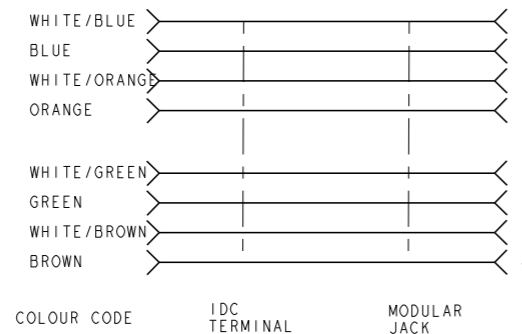 WHITE/BLUE
BLUE
WHITE/ORANGE
ORANGE
WHITE/GREEN
GREEN
WHITE/BROWN
BROWN
COLOUR CODE
IDC
TERMINAL
MODULAR
JACK